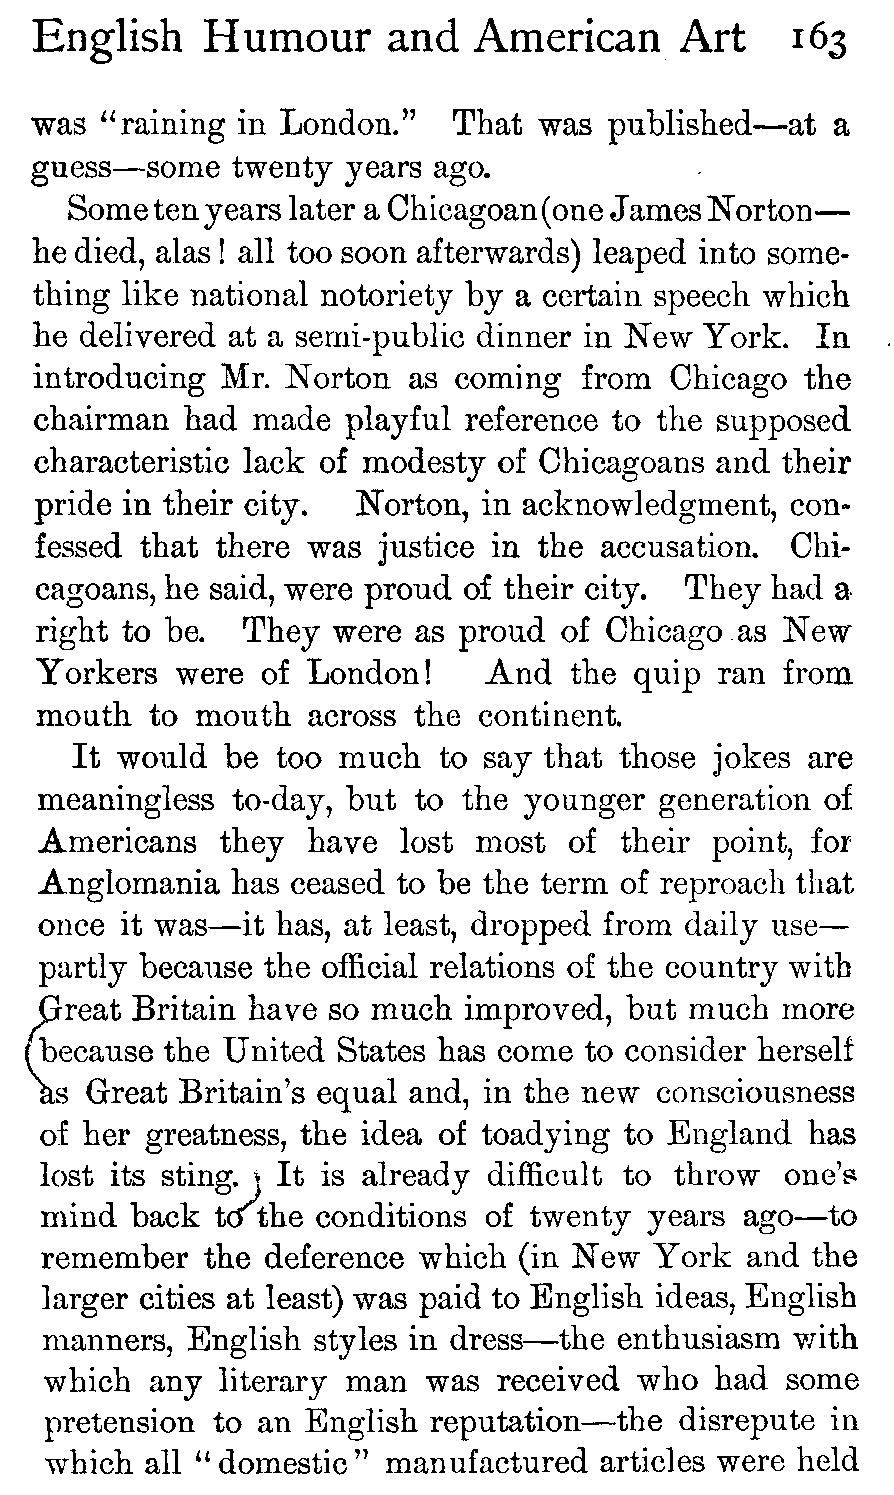 English Humour and American Art 163
was "raining in London." That was published—at a
guess—some twenty years ago.
Some ten years later a Chicagoan (one James Norton—
he died, alas! all too soon afterwards) leaped into some-
thing like national notoriety by a certain speech which
he delivered at a semi-public dinner in New York. In
introducing Mr. Norton as coming from Chicago the
chairman had made playful reference to the supposed
characteristic lack of modesty of Chicagoans and their
pride in their city. Norton, in acknowledgment, con-
fessed that there was justice in the accusation. Chi-
cagoans, he said, were proud of their city. They had a
right to be. They were as proud of Chicago as New
Yorkers were of London! And the quip ran from
mouth to mouth across the continent.
It would be too much to say that those jokes are
meaningless to-day, but to the younger generation of
Americans they have lost most of their point, for
Anglomania has ceased to be the term of reproach that
once it was—it has, at least, dropped from daily use—
partly because the official relations of the country with
Great Britain have so much improved, but much more
because the United States has come to consider herself
as Great Britain's equal and, in the new consciousness
of her greatness, the idea of toadying to England has
lost its sting. It is already difficult to throw one's
mind back to the conditions of twenty years ago—to
remember the deference which (in New York and the
larger cities at least) was paid to English ideas, English
manners, English styles in dress—the enthusiasm with
which any literary man was received who had some
pretension to an English reputation—the disrepute in
which all "domestic" manufactured articles were held